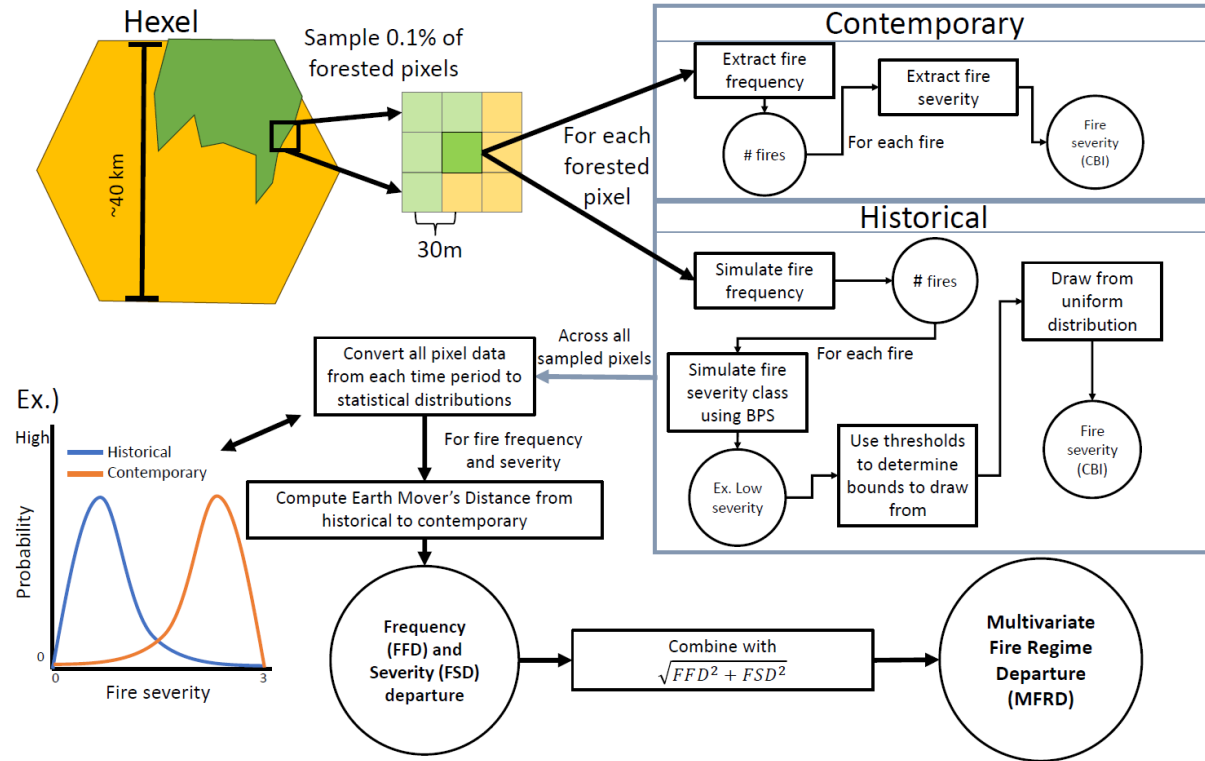 Hexel
~40 km
Sample 0.1% of
forested pixels
30m
For each
forested
pixel
Contemporary
Extract fire
frequency
# fires
For each fire
Extract fire
severity
Fire
severity
(CBI)
Historical
Simulate fire
frequency
# fires
For each fire
Simulate fire
severity class
using BPS
Ex. Low
severity
Use thresholds
to determine
bounds to draw
from
Draw from
uniform
distribution
Fire
severity
(CBI)
Across all
sampled pixels
Convert all pixel data
from each time period to
statistical distributions
For fire frequency
and severity
Compute Earth Mover's Distance from
historical to contemporary
Ex.)
High
Historical
Contemporary
Probability
0
0
3
Fire severity
Frequency
(FFD) and
Severity (FSD)
departure
Combine with
√FFD² + FSD²
Multivariate
Fire Regime
Departure
(MFRD)